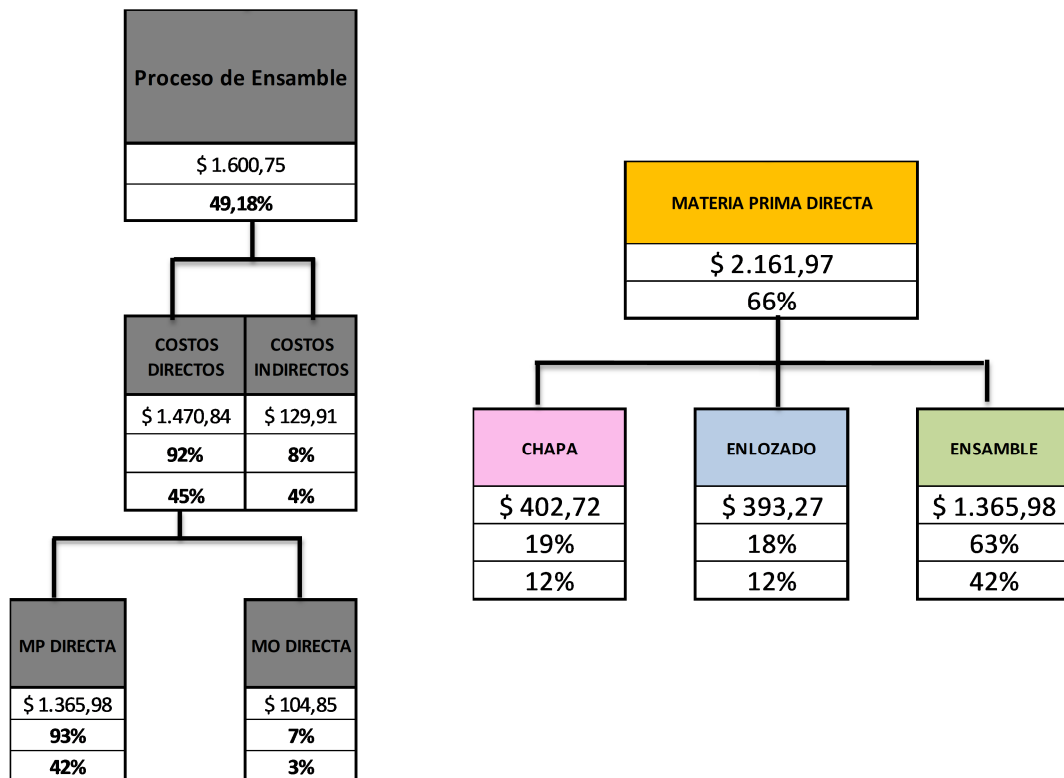 Proceso de Ensamble
$ 1.600,75
49,18%
COSTOS
DIRECTOS
COSTOS
INDIRECTOS
$ 1.470,84
$ 129,91
92%
8%
45%
4%
MP DIRECTA
MO DIRECTA
$ 1.365,98
$ 104,85
93%
7%
42%
3%
MATERIA PRIMA DIRECTA
$ 2.161,97
66%
CHAPA
ENLOZADO
ENSAMBLE
$ 402,72
$ 393,27
$ 1.365,98
19%
18%
63%
12%
12%
42%